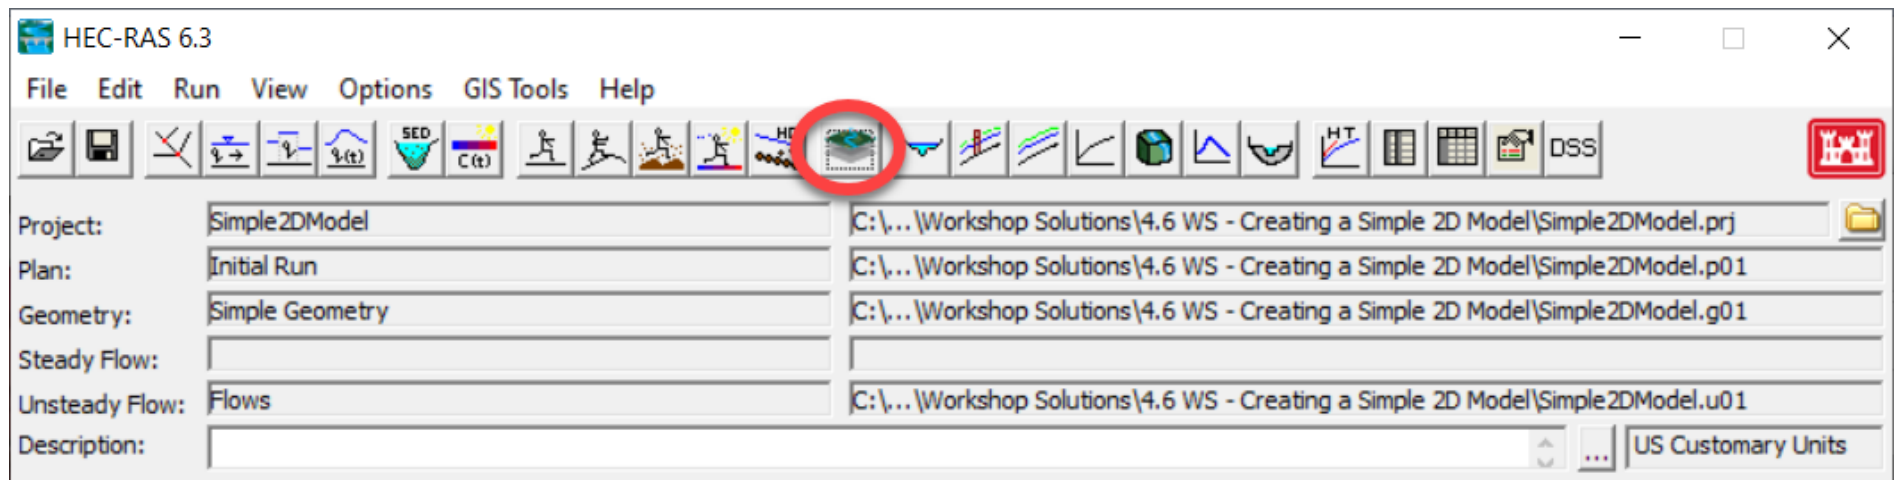 HEC-RAS 6.3
File Edit Run View Options GIS Tools Help
SED C(t) HT DSS
Project: Simple2DModel C:\...\Workshop Solutions\4.6 WS - Creating a Simple 2D Model\Simple2DModel.prj
Plan: Initial Run C:\...\Workshop Solutions\4.6 WS - Creating a Simple 2D Model\Simple2DModel.p01
Geometry: Simple Geometry C:\...\Workshop Solutions\4.6 WS - Creating a Simple 2D Model\Simple2DModel.g01
Steady Flow:
Unsteady Flow: Flows C:\...\Workshop Solutions\4.6 WS - Creating a Simple 2D Model\Simple2DModel.u01
Description: ... US Customary Units